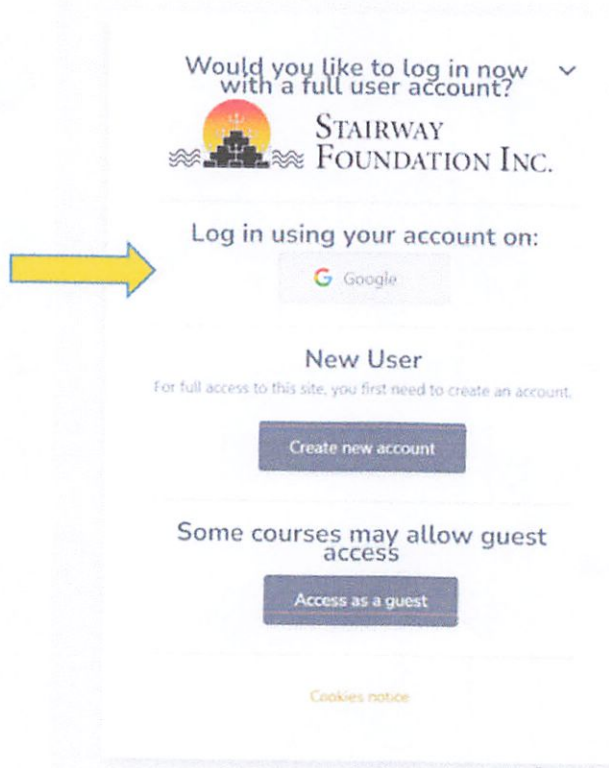 Would you like to log in now
with a full user account?
STAIRWAY
FOUNDATION INC.
Log in using your account on:
Google
New User
For full access to this site, you first need to create an account.
Create new account
Some courses may allow guest
access
Access as a guest
Cookies notice